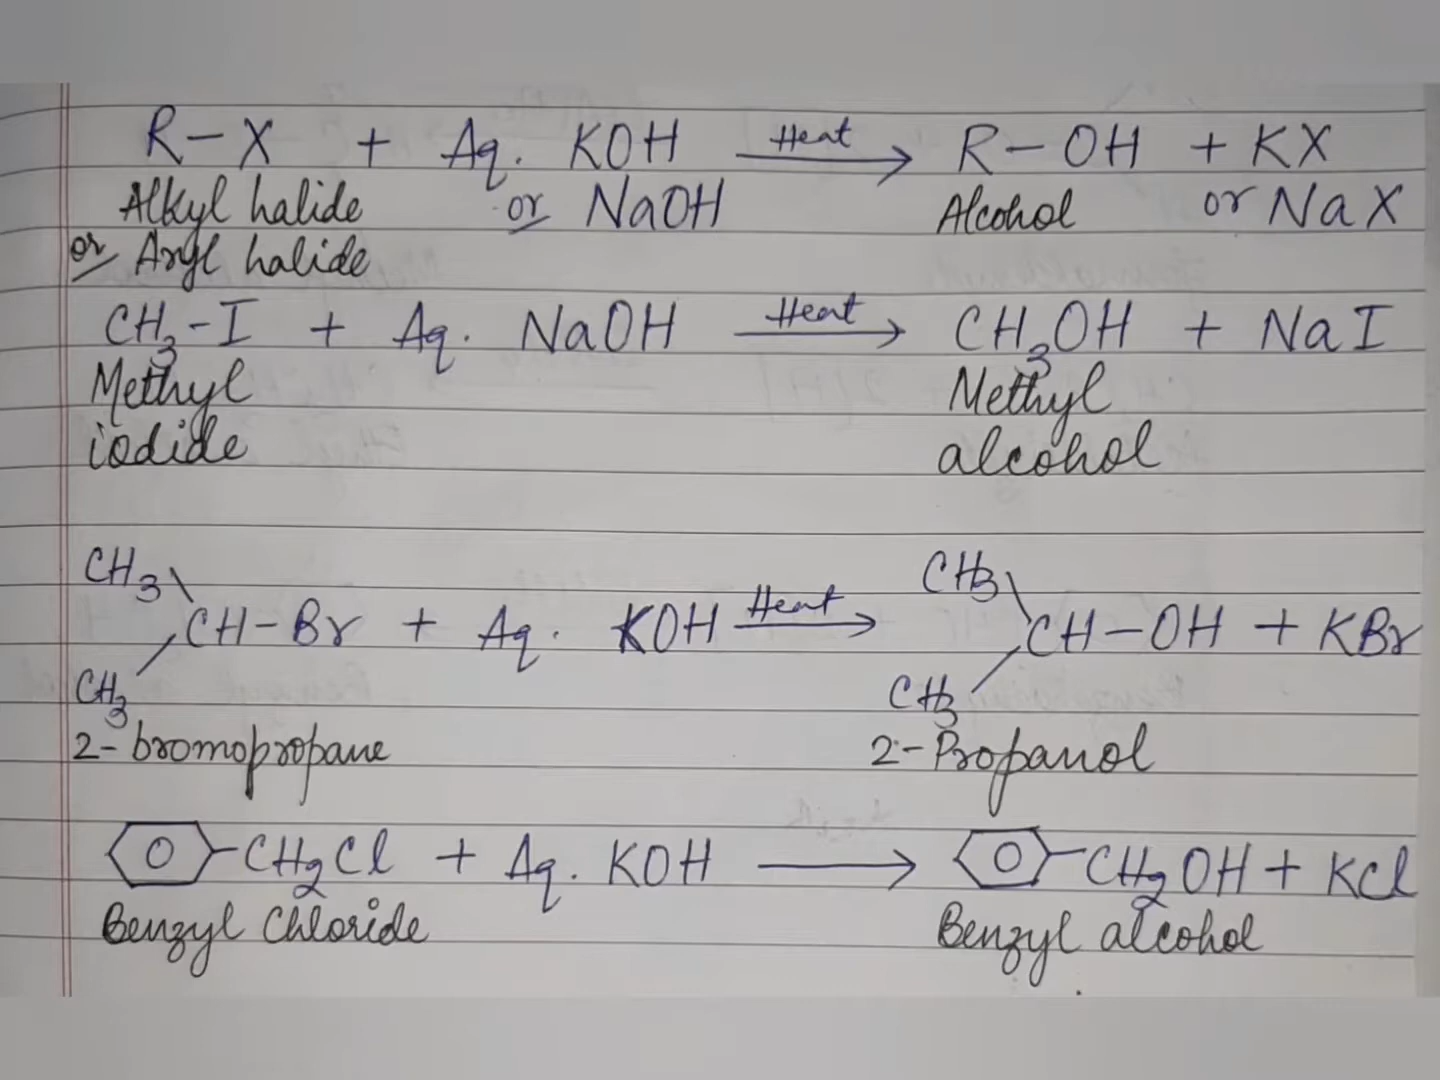 R-X + Aq. KOH Heat→ R-OH + KX
Alkyl halide or NaOH Alcohol or NaX
or Aryl halide
CH3-I + Aq. NaOH Heat→ CH3OH + NaI
Methyl Methyl
iodide alcohol
CH3\ CH3\
CH-Br + Aq. KOH Heat→ CH-OH + KBr
CH3/ CH3/
2-bromopropane 2-Propanol
-CH2Cl + Aq. KOH → -CH2OH + KCl
Benzyl Chloride Benzyl alcohol